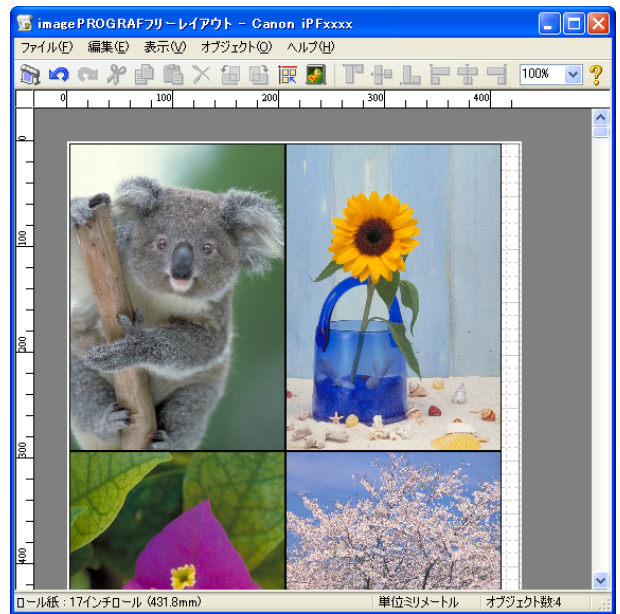 imagePROGRAFフリーレイアウト - Canon iPFxxxx
ファイル(F) 編集(E) 表示(V) オブジェクト(O) ヘルプ(H)
100%
0 100 200 300 400
0
100
200
300
400
ロール紙 : 17インチロール (431.8mm) 単位:ミリメートル オブジェクト数:4